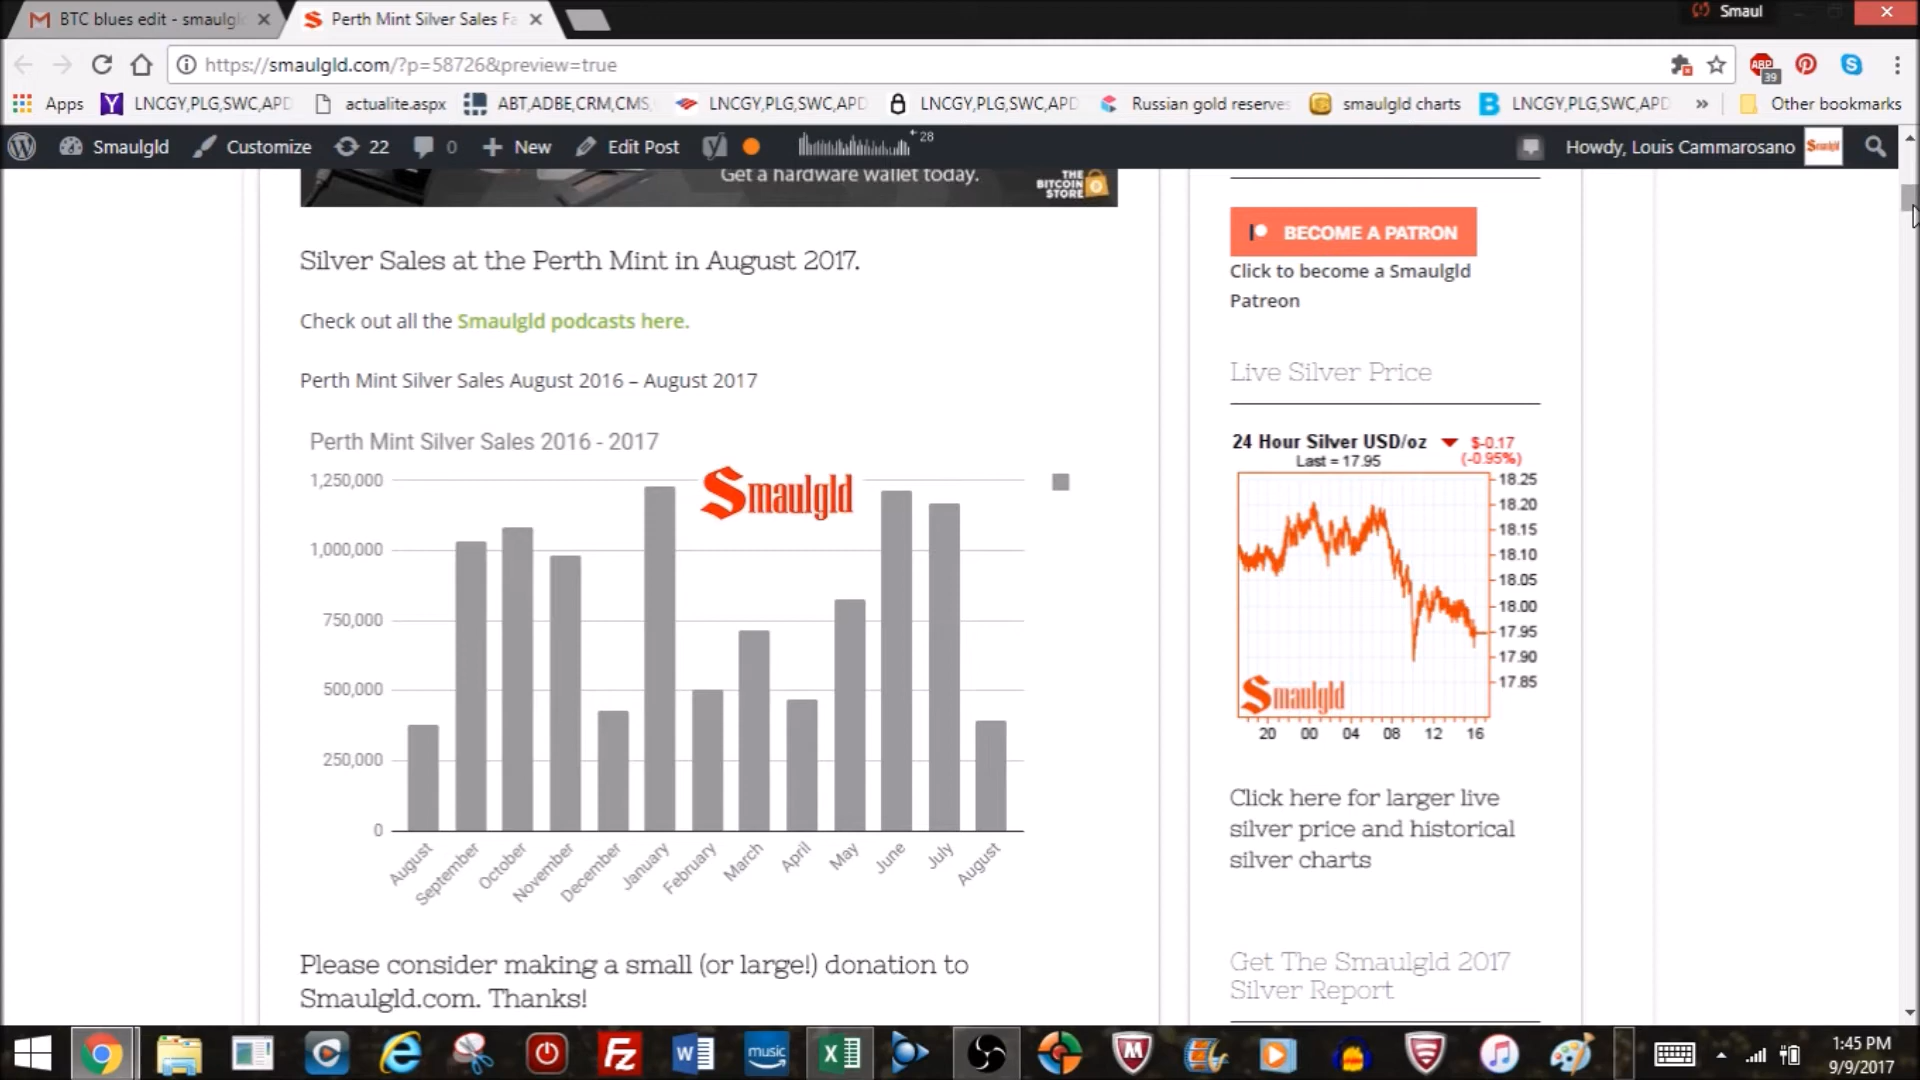 BTC blues edit - smaulgl
Perth Mint Silver Sales Fa
Smaul
https://smaulgld.com/?p=58726&preview=true
ABP
39
Apps
LNCGY,PLG,SWC,APD
actualite.aspx
ABT,ADBE,CRM,CMS,
LNCGY,PLG,SWC,APD
LNCGY,PLG,SWC,APD
Russian gold reserves
smaulgld charts
LNCGY,PLG,SWC,APD
»
Other bookmarks
Smaulgld
Customize
22
0
New
Edit Post
+28
Howdy, Louis Cammarosano
Smaulgld
Get a hardware wallet today.
THE
BITCOIN
STORE
Silver Sales at the Perth Mint in August 2017.
Check out all the Smaulgld podcasts here.
Perth Mint Silver Sales August 2016 – August 2017
Perth Mint Silver Sales 2016 - 2017
Smaulgld
1,250,000
1,000,000
750,000
500,000
250,000
0
August
September
October
November
December
January
February
March
April
May
June
July
August
Please consider making a small (or large!) donation to
Smaulgld.com. Thanks!
BECOME A PATRON
Click to become a Smaulgld
Patreon
Live Silver Price
24 Hour Silver USD/oz
$-0.17
Last = 17.95
(-0.95%)
18.25
18.20
18.15
18.10
18.05
18.00
17.95
17.90
17.85
Smaulgld
20 00 04 08 12 16
Click here for larger live
silver price and historical
silver charts
Get The Smaulgld 2017
Silver Report
music
1:45 PM
9/9/2017